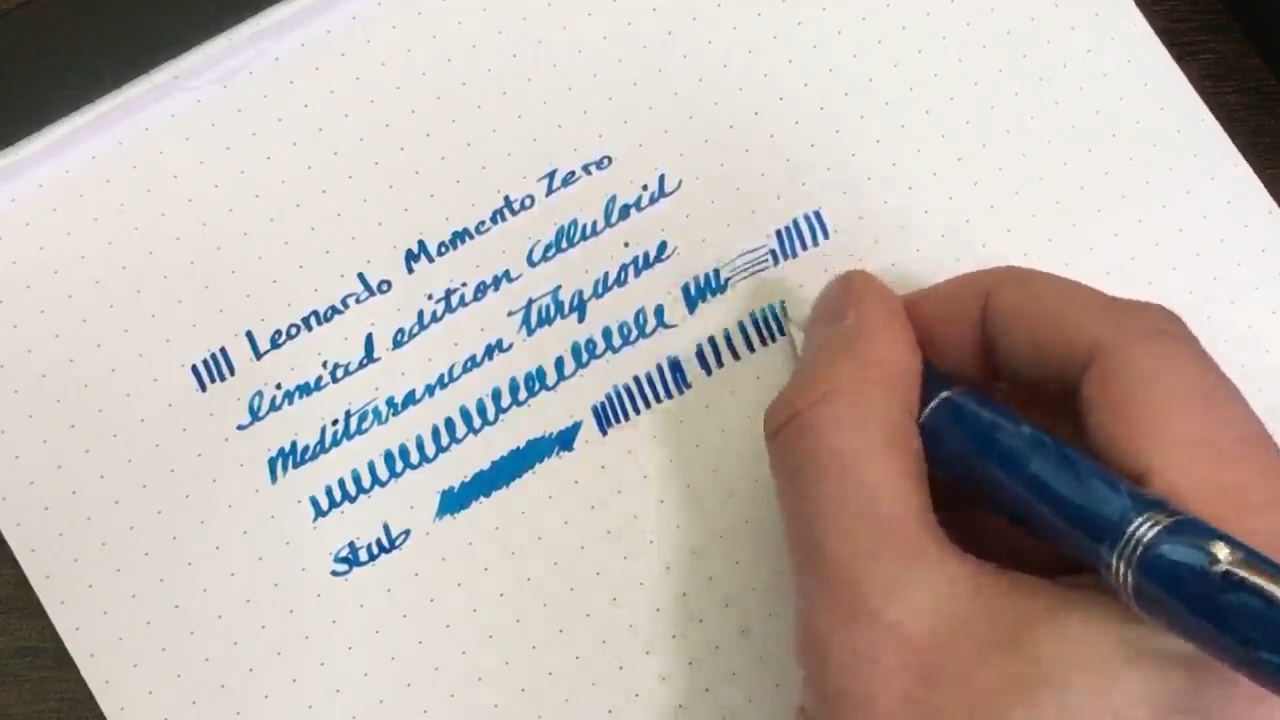 Leonardo Momento Zero
limited edition Celluloid
Mediterranean turquoise
Stub